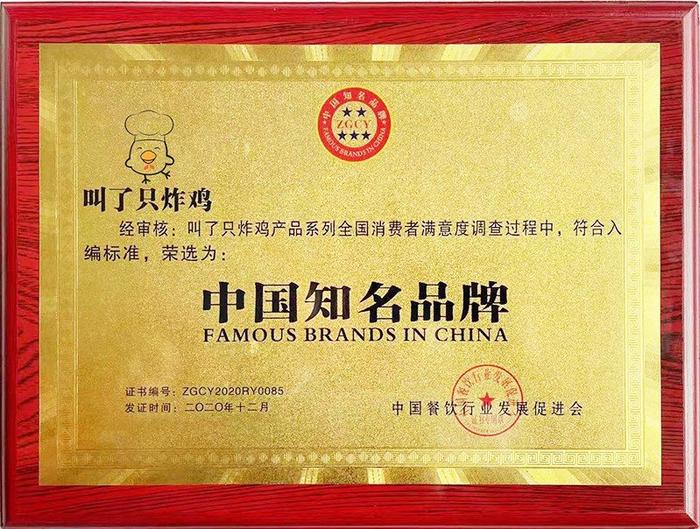 中国知名品牌
ZGCY
FAMOUS BRANDS IN CHINA
叫了只炸鸡
经审核：叫了只炸鸡产品系列全国消费者满意度调查过程中，符合入
编标准，荣选为：
中国知名品牌
FAMOUS BRANDS IN CHINA
证书编号：ZGCY2020RY0085
发证时间：二〇二〇年十二月
中国餐饮行业发展促进会